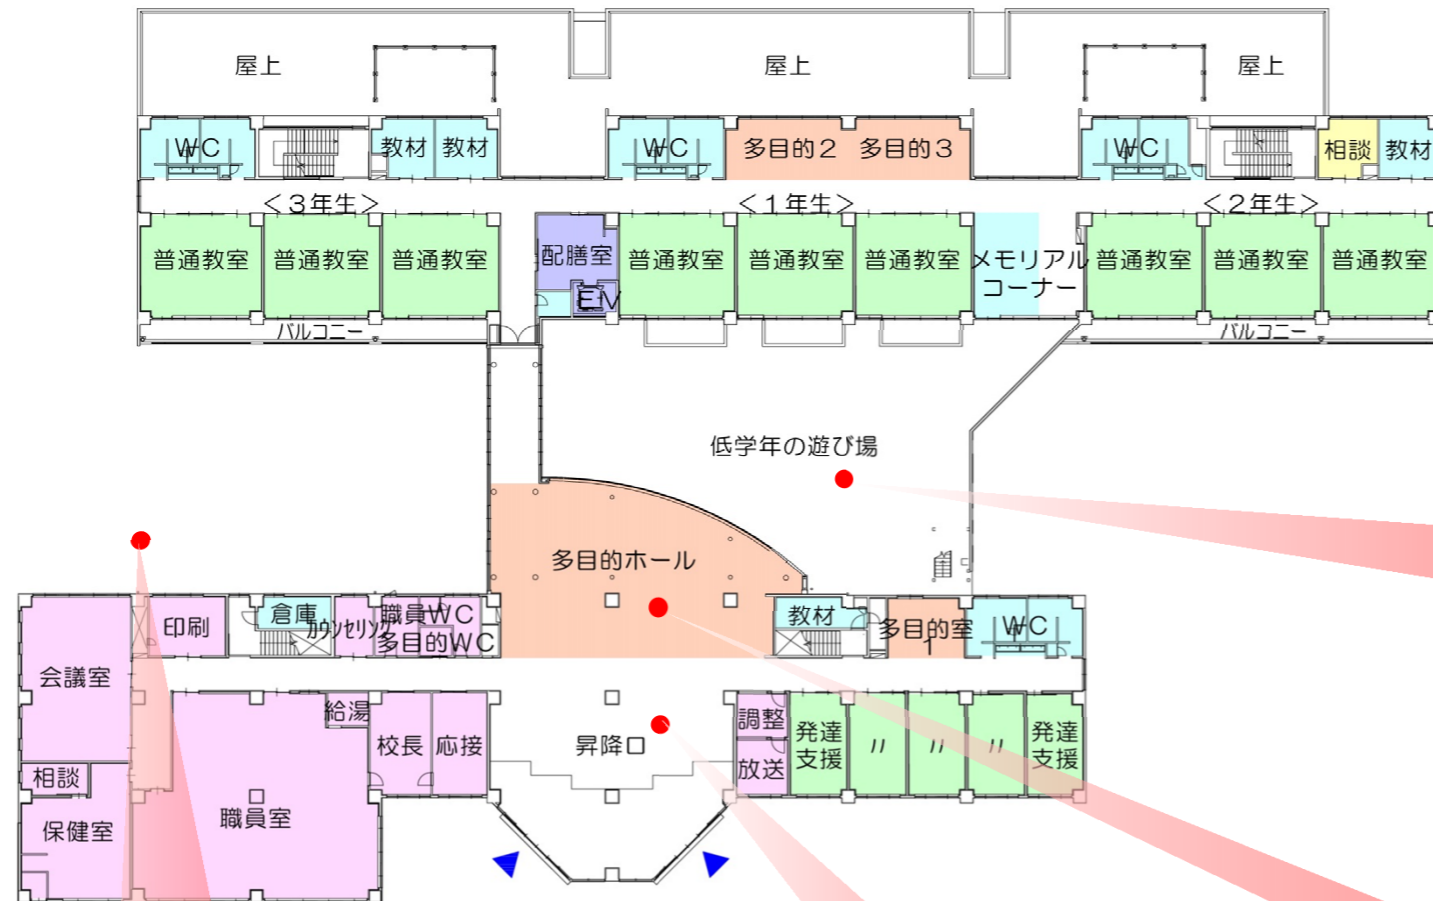 屋上 屋上 屋上
WC 教材 教材 WC 多目的2 多目的3 WC 相談 教材
<3年生> <1年生> <2年生>
普通教室 普通教室 普通教室 配膳室 普通教室 普通教室 普通教室 メモリアル 普通教室 普通教室 普通教室
コーナー
EV
バルコニー バルコニー
低学年の遊び場
多目的ホール
印刷 倉庫 カウンセリング 職員WC 教材 多目的室 WC
多目的WC 1
会議室
給湯 調整
校長 応接 昇降口 発達 〃 〃 〃 発達
支援 支援
相談 放送
保健室 職員室